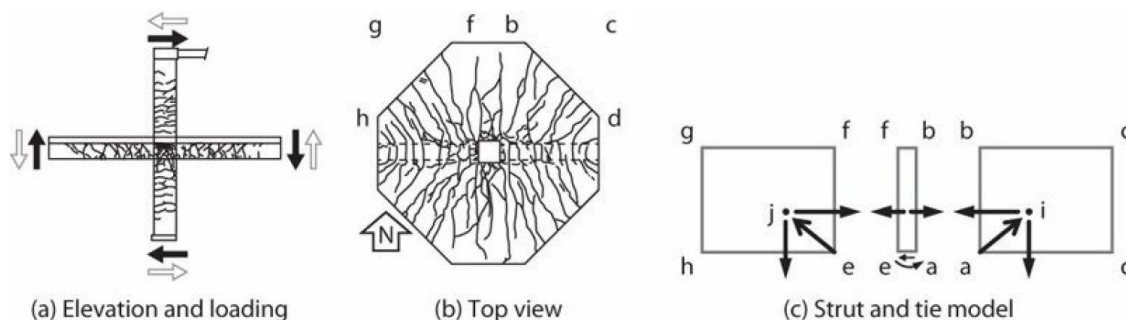 g f b c
h d
N
g f f b b c
j i
h e e a a d
(a) Elevation and loading
(b) Top view
(c) Strut and tie model